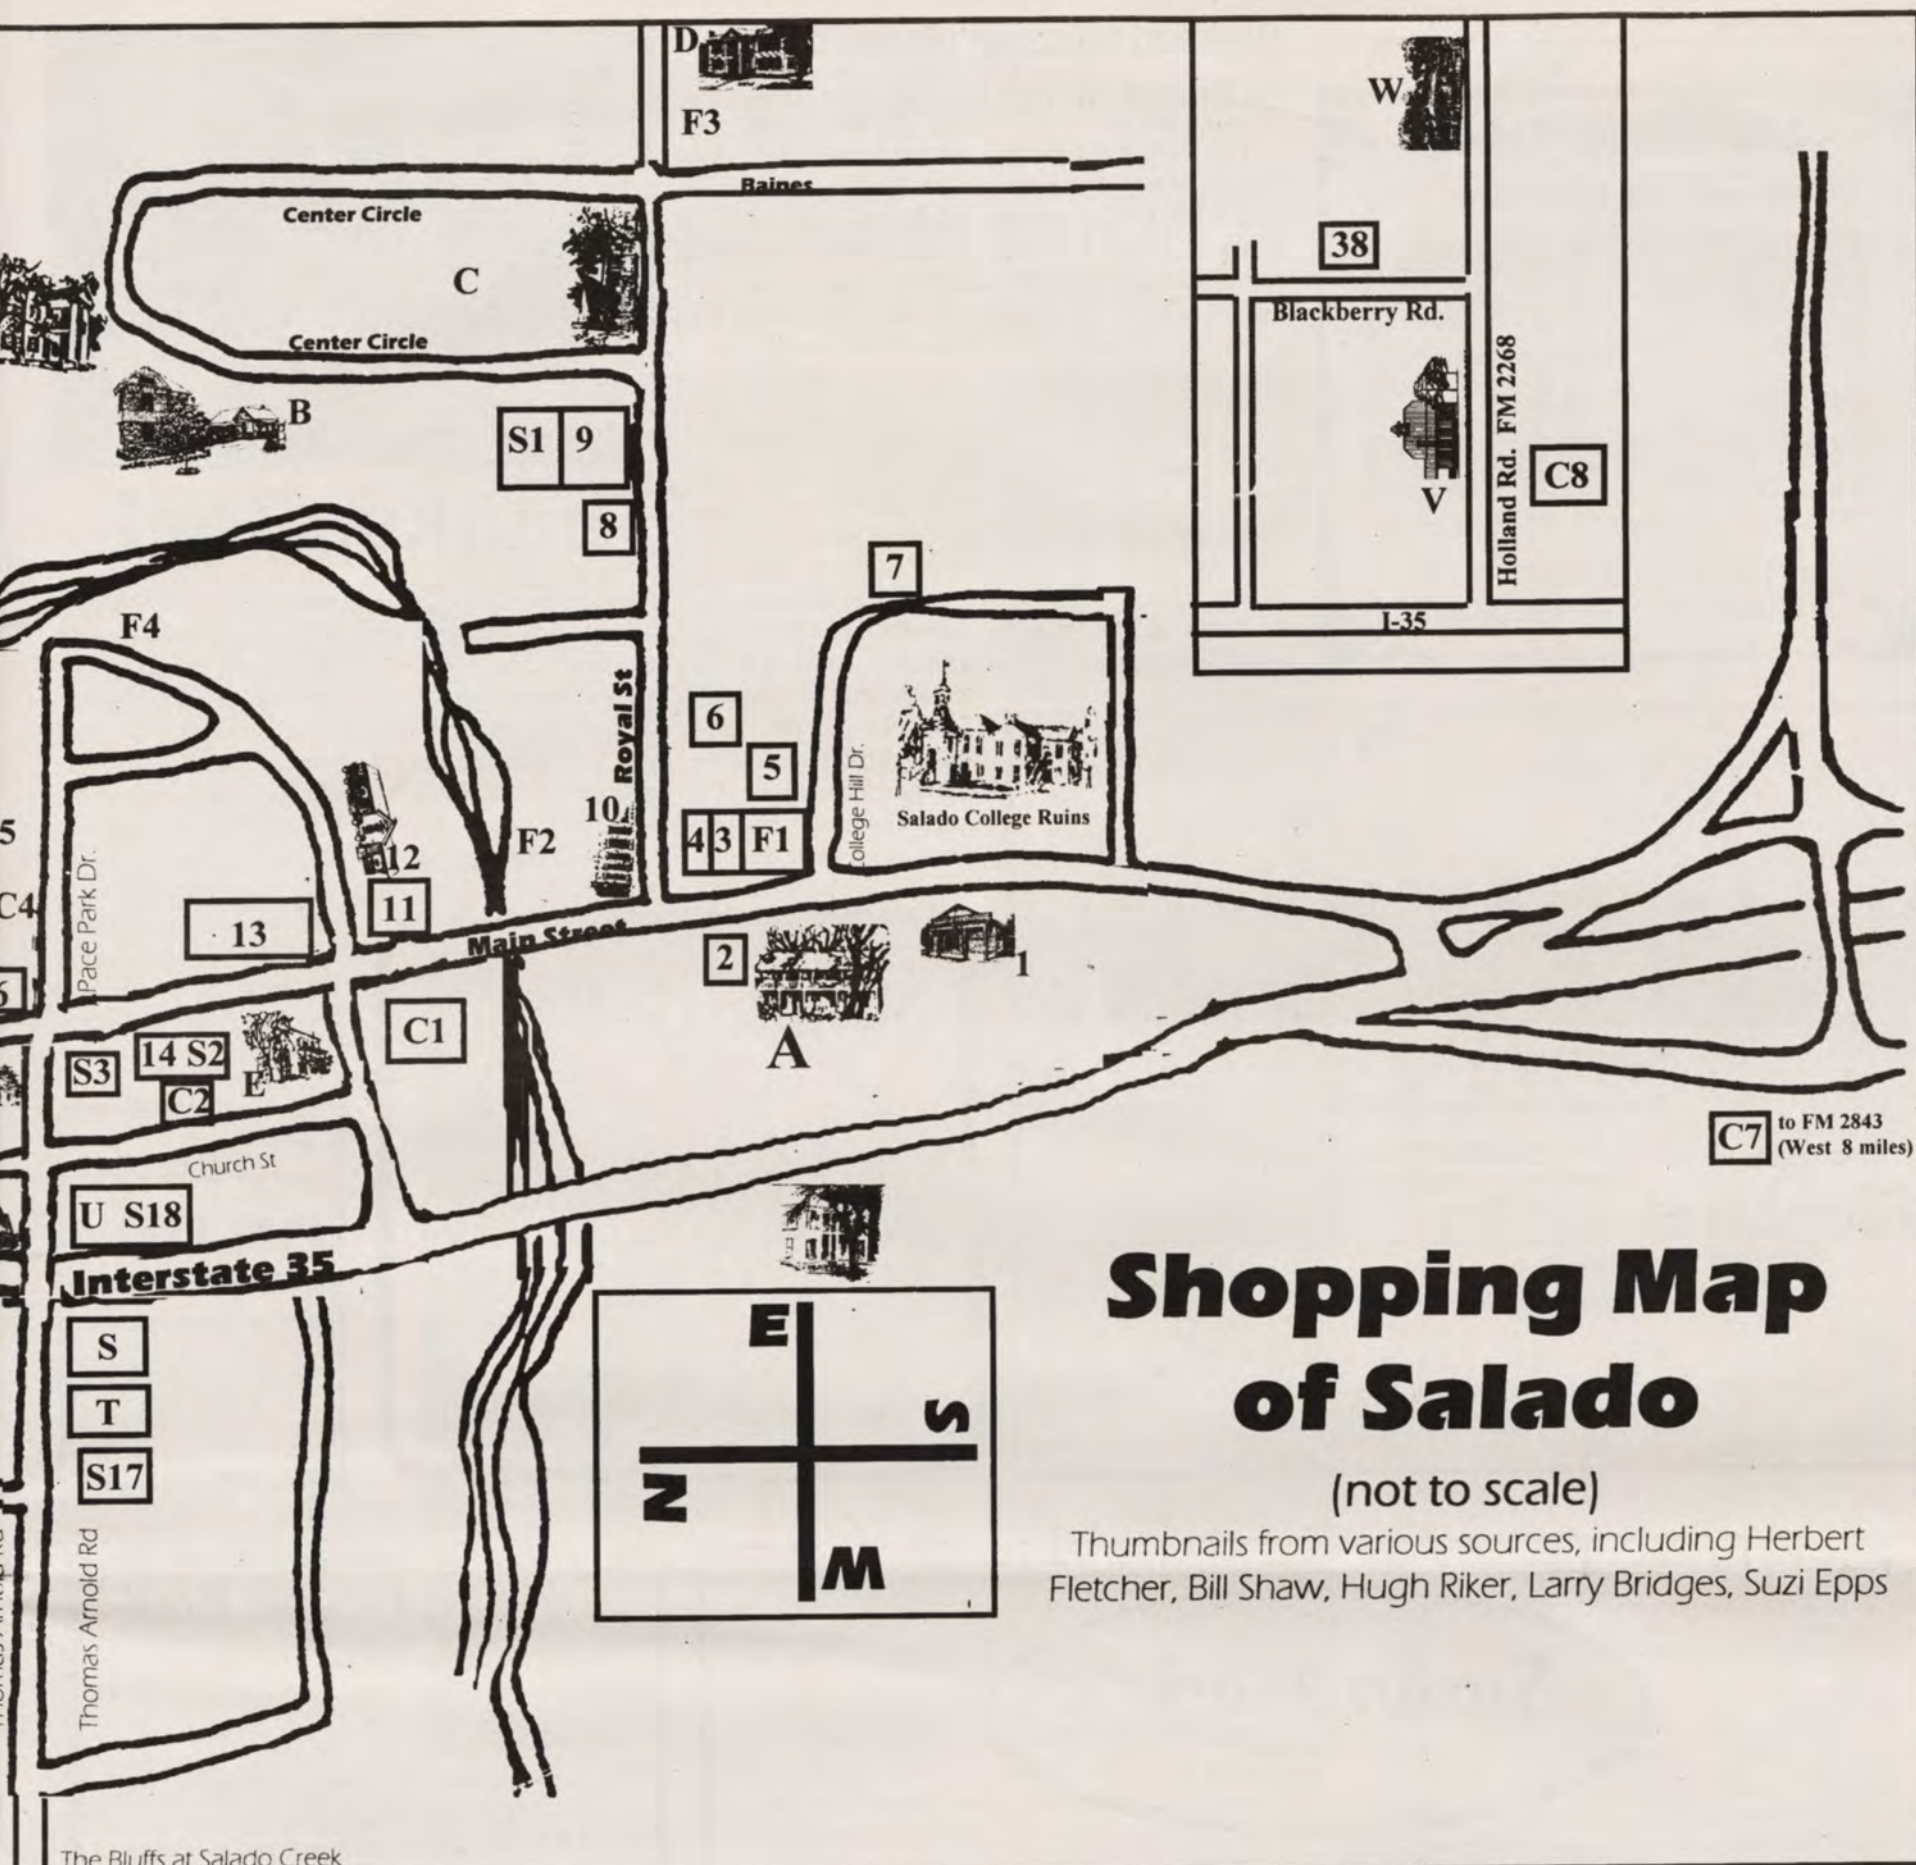 D
W
F3
Baines
Center Circle
38
C
Blackberry Rd.
Center Circle
Holland Rd. FM 2268
B
S1 9
C8
V
8
7
F4
I-35
Royal St
6
5
10
College Hill Dr.
Salado College Ruins
5
4 3 F1
F2
12
Pace Park Dr.
C4
11
13
Main Street
2
1
6
C1
A
14 S2
S3
E
C2
C7
to FM 2843
(West 8 miles)
Church St
U S18
Interstate 35
Shopping Map
of Salado
(not to scale)
Thumbnails from various sources, including Herbert
Fletcher, Bill Shaw, Hugh Riker, Larry Bridges, Suzi Epps
E
S
N
W
S
T
S17
Thomas Arnold Rd
Thomas Arnold Rd
The Bluffs at Salado Creek